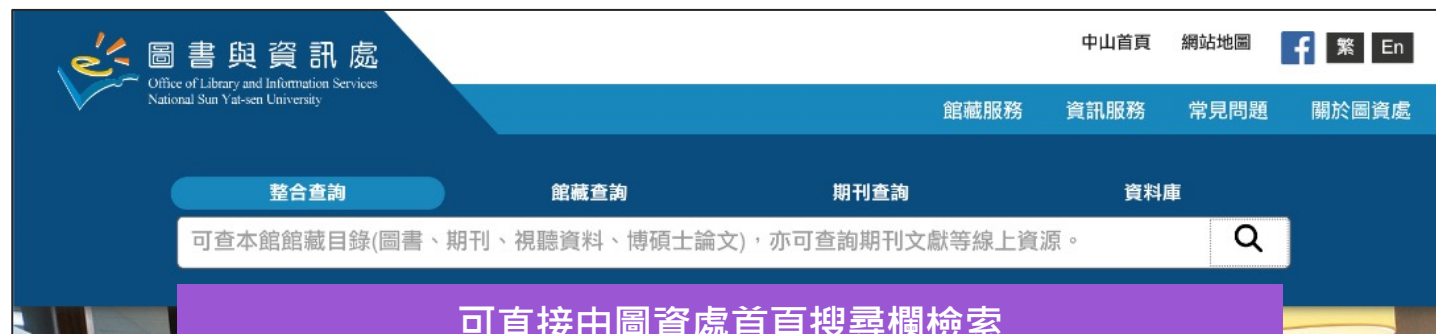 圖書與資訊處
Office of Library and Information Services
National Sun Yat-sen University
中山首頁 網站地圖 f 繁 En
館藏服務 資訊服務 常見問題 關於圖資處
整合查詢 館藏查詢 期刊查詢 資料庫
可查本館館藏目錄(圖書、期刊、視聽資料、博碩士論文)，亦可查詢期刊文獻等線上資源。
可直接由圖資處首頁搜尋欄檢索